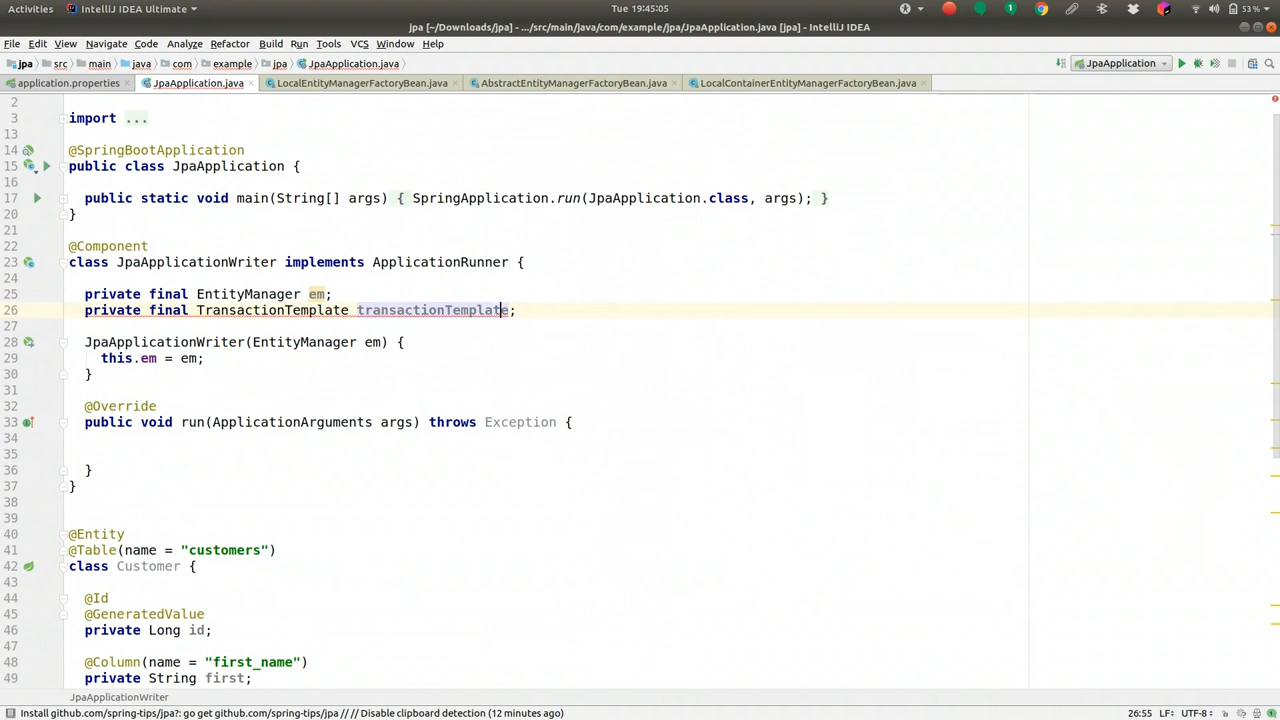 Activities IntelliJ IDEA Ultimate Tue 19:45:05 1 53 %
jpa [~/Downloads/jpa] - .../src/main/java/com/example/jpa/JpaApplication.java [jpa] - IntelliJ IDEA
File Edit View Navigate Code Analyze Refactor Build Run Tools VCS Window Help
jpa src main java com example jpa JpaApplication.java JpaApplication
application.properties JpaApplication.java LocalEntityManagerFactoryBean.java AbstractEntityManagerFactoryBean.java LocalContainerEntityManagerFactoryBean.java
2
3 import ...
13
14 @SpringBootApplication
15 public class JpaApplication {
16
17 public static void main(String[] args) { SpringApplication.run(JpaApplication.class, args); }
20 }
21
22 @Component
23 class JpaApplicationWriter implements ApplicationRunner {
24
25 private final EntityManager em;
26 private final TransactionTemplate transactionTemplate;
27
28 JpaApplicationWriter(EntityManager em) {
29 this.em = em;
30 }
31
32 @Override
33 public void run(ApplicationArguments args) throws Exception {
34
35
36 }
37 }
38
39
40 @Entity
41 @Table(name = "customers")
42 class Customer {
43
44 @Id
45 @GeneratedValue
46 private Long id;
47
48 @Column(name = "first_name")
49 private String first;
JpaApplicationWriter
Install github.com/spring-tips/jpa?: go get github.com/spring-tips/jpa // // Disable clipboard detection (12 minutes ago) 26:55 LF÷ UTF-8÷